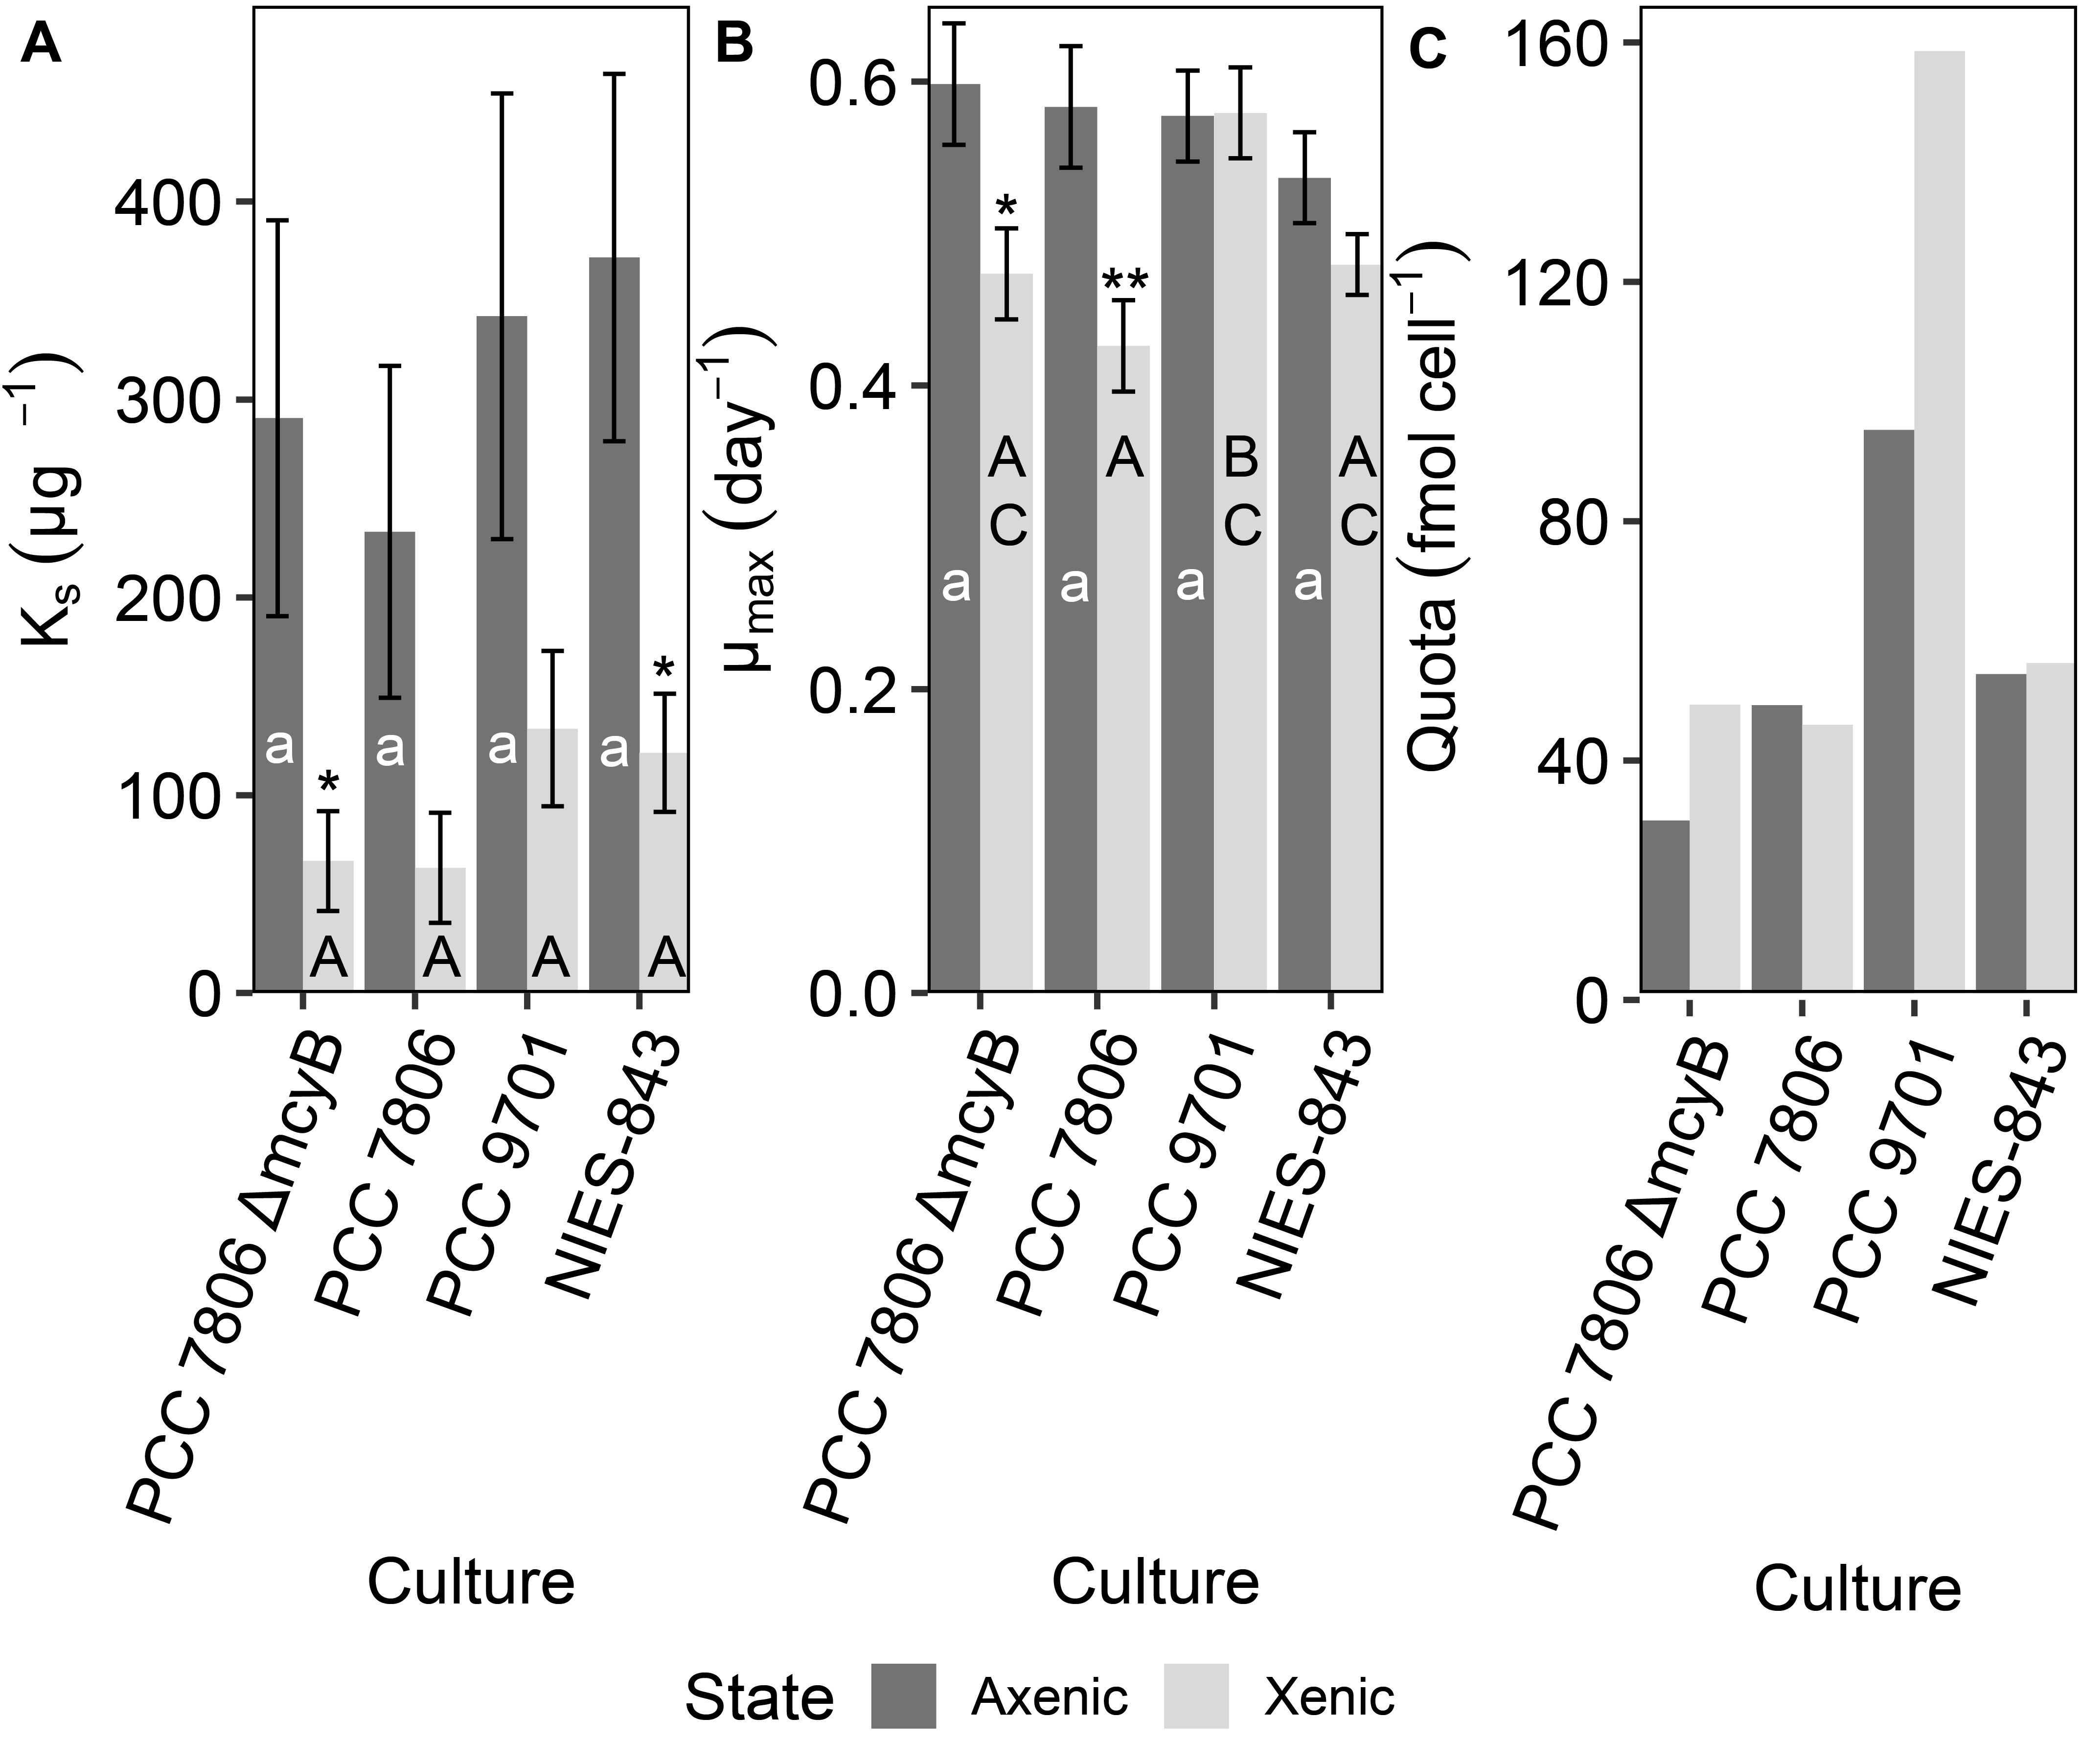 A
Kₛ (µg ⁻¹)
400
300
200
100
0
a
a
a
a
*
*
A
A
A
A
PCC 7806 ΔmcyB
PCC 7806
PCC 9701
NIES-843
Culture
B
µₘₐₓ (day⁻¹)
0.6
0.4
0.2
0.0
*
**
A
C
A
B
C
A
C
a
a
a
a
PCC 7806 ΔmcyB
PCC 7806
PCC 9701
NIES-843
Culture
C
Quota (fmol cell⁻¹)
160
120
80
40
0
PCC 7806 ΔmcyB
PCC 7806
PCC 9701
NIES-843
Culture
State Axenic Xenic